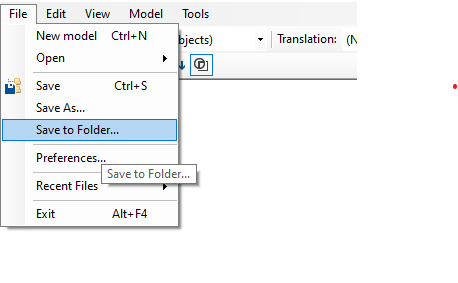 File Edit View Model Tools
New model Ctrl+N
bjects) Translation: (N
Open
Save Ctrl+S
Save As...
Save to Folder...
Preferences...
Save to Folder...
Recent Files
Exit Alt+F4